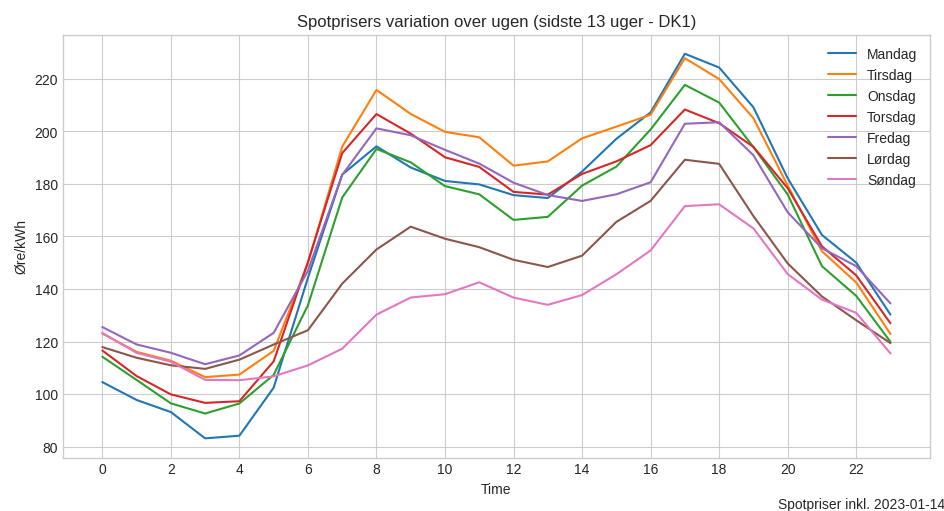 Spotprisers variation over ugen (sidste 13 uger - DK1)
Mandag
Tirsdag
Onsdag
Torsdag
Fredag
Lørdag
Søndag
Øre/kWh
220
200
180
160
140
120
100
80
0 2 4 6 8 10 12 14 16 18 20 22
Time
Spotpriser inkl. 2023-01-14